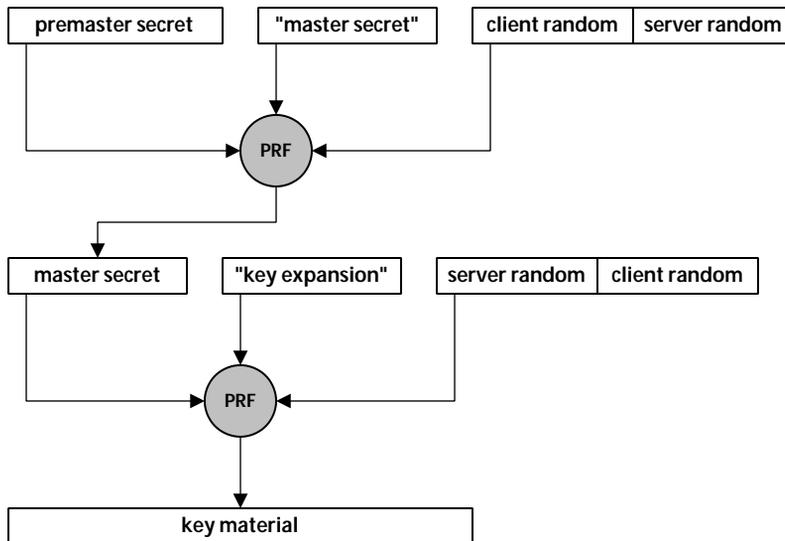 premaster secret
"master secret"
client random
server random
PRF
master secret
"key expansion"
server random
client random
PRF
key material